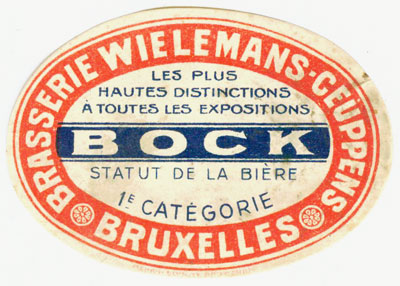 BRASSERIE WIELEMANS-CEUPPENS
LES PLUS
HAUTES DISTINCTIONS
A TOUTES LES EXPOSITIONS
BOCK
STATUT DE LA BIÈRE
1E CATÉGORIE
BRUXELLES